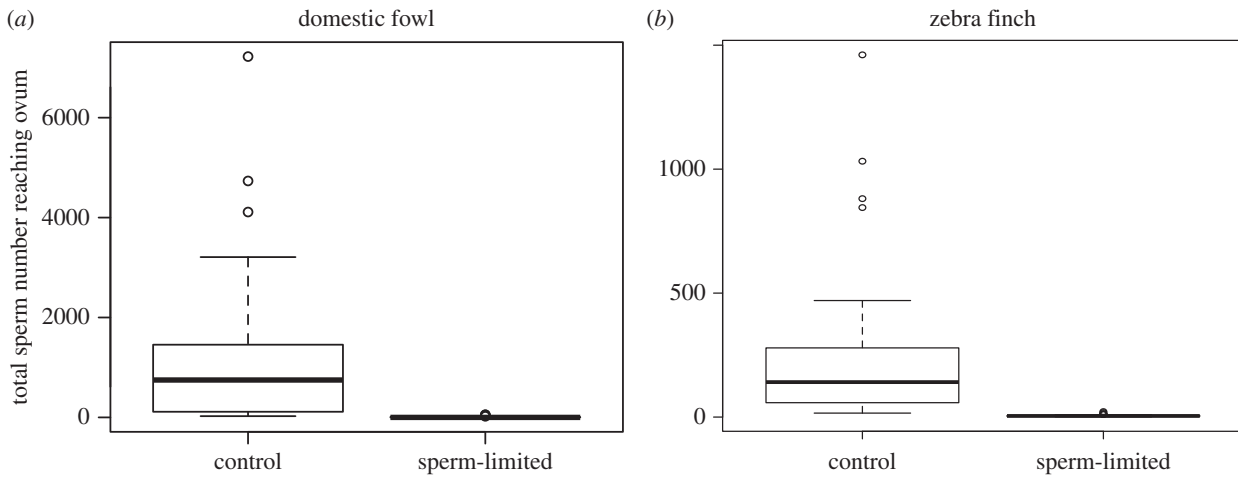 (a) domestic fowl
total sperm number reaching ovum
6000
4000
2000
0
control sperm-limited
(b) zebra finch
1000
500
0
control sperm-limited